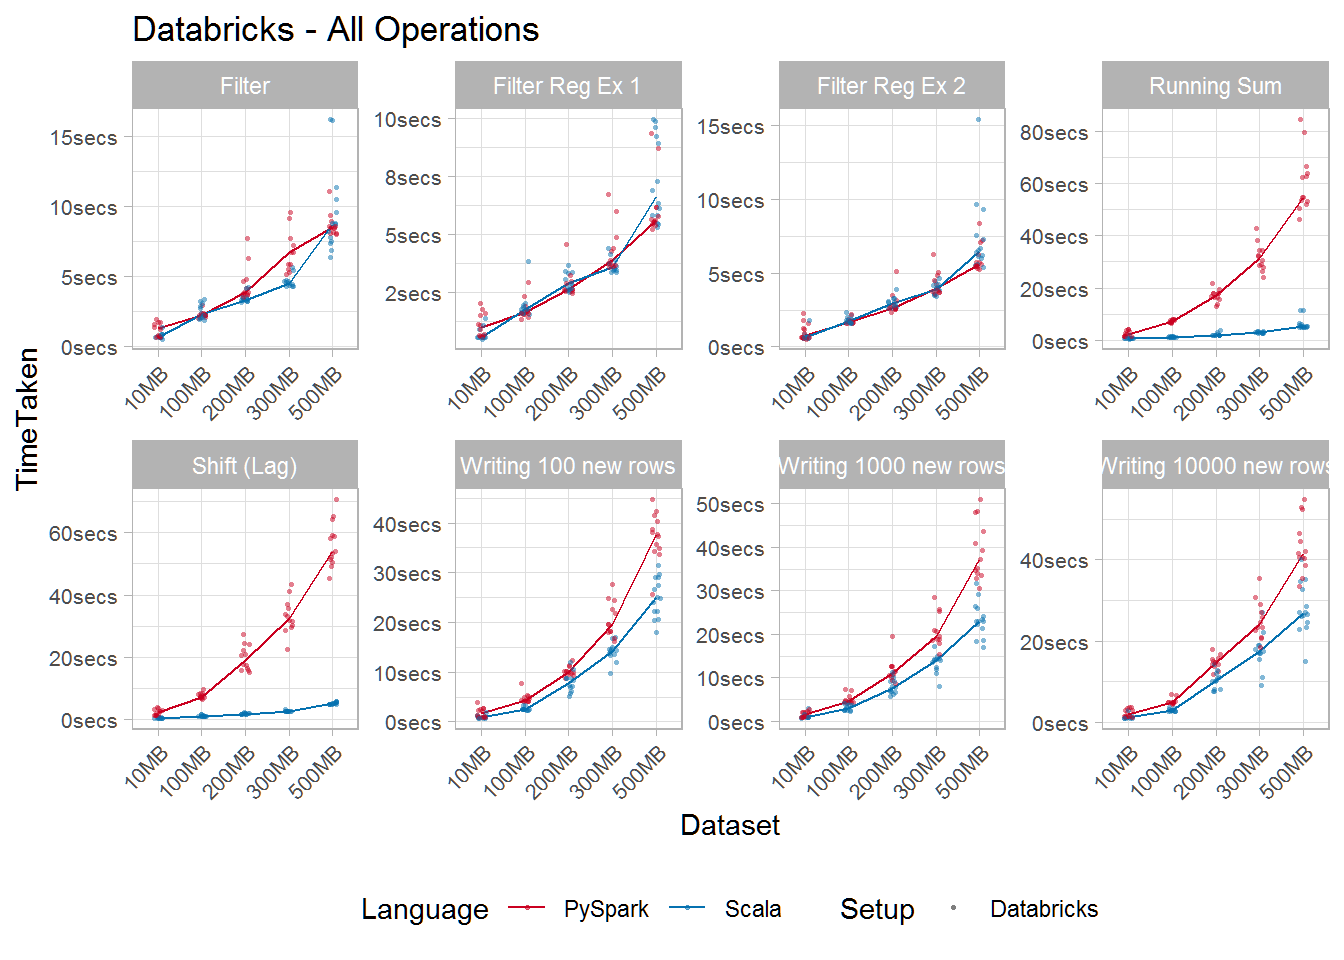 Databricks - All Operations
Filter
Filter Reg Ex 1
Filter Reg Ex 2
Running Sum
15secs
10secs
5secs
0secs
10secs
8secs
5secs
2secs
15secs
10secs
5secs
0secs
80secs
60secs
40secs
20secs
0secs
10MB
100MB
200MB
300MB
500MB
10MB
100MB
200MB
300MB
500MB
10MB
100MB
200MB
300MB
500MB
10MB
100MB
200MB
300MB
500MB
TimeTaken
Shift (Lag)
Writing 100 new rows
Writing 1000 new rows
Writing 10000 new rows
60secs
40secs
20secs
0secs
40secs
30secs
20secs
10secs
0secs
50secs
40secs
30secs
20secs
10secs
0secs
40secs
20secs
0secs
10MB
100MB
200MB
300MB
500MB
10MB
100MB
200MB
300MB
500MB
10MB
100MB
200MB
300MB
500MB
10MB
100MB
200MB
300MB
500MB
Dataset
Language PySpark Scala Setup Databricks